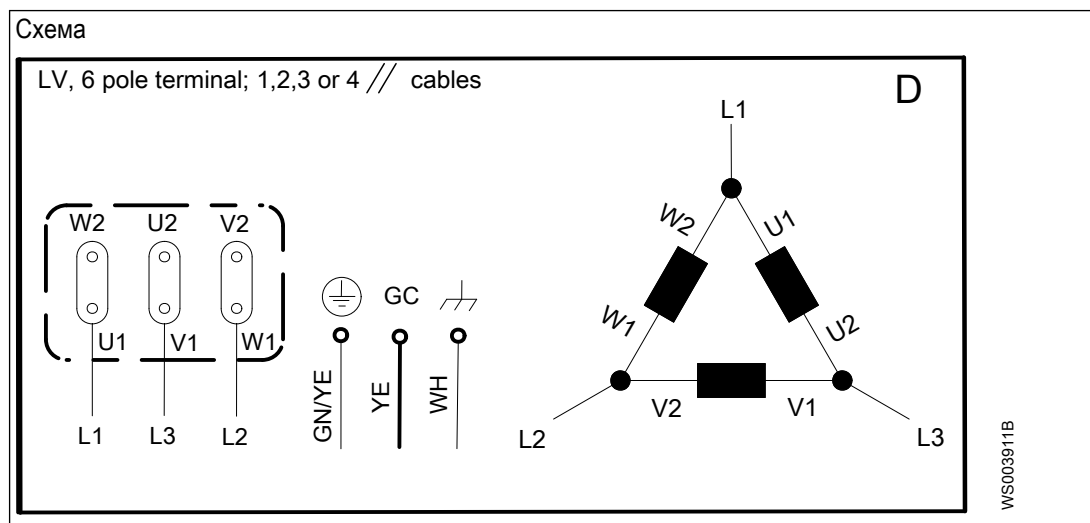 Схема
LV, 6 pole terminal; 1,2,3 or 4 // cables
D
W2 U2 V2
U1 V1 W1
L1 L3 L2
GC
GN/YE
YE
WH
L1
W2
U1
W1
U2
V2
V1
L2
L3
WS003911B